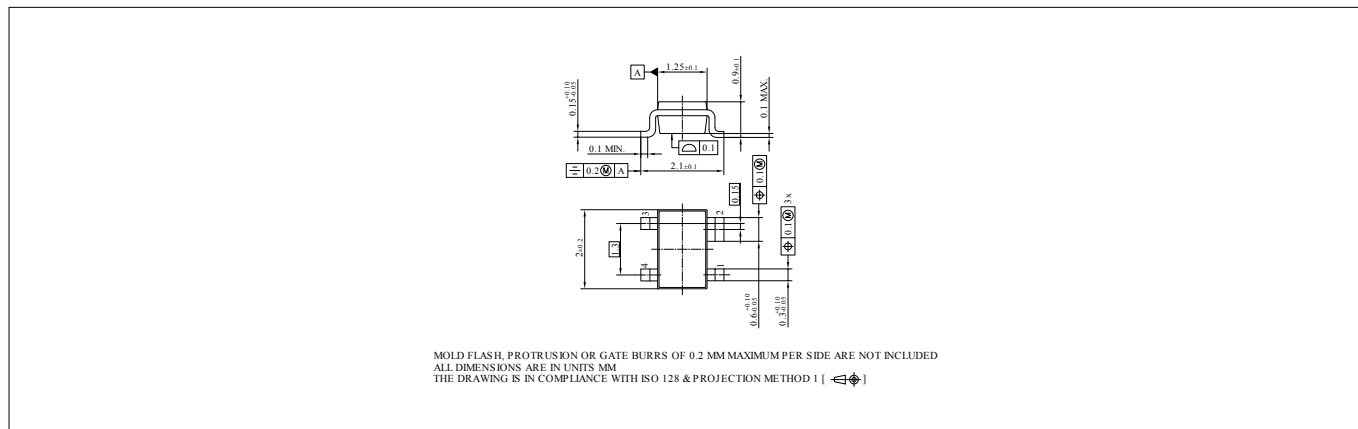 A
1.25±0.1
0.9±0.1
0.1 MAX.
0.15 +0.10 -0.05
0.1 MIN.
0.1
0.2 Ⓜ A
2.1±0.1
0.15
0.1Ⓜ
0.1Ⓜ 3x
3
2
2±0.2
1.3
4
1
0.6 +0.10 -0.05
0.3 +0.10 -0.05
MOLD FLASH, PROTRUSION OR GATE BURRS OF 0.2 MM MAXIMUM PER SIDE ARE NOT INCLUDED
ALL DIMENSIONS ARE IN UNITS MM
THE DRAWING IS IN COMPLIANCE WITH ISO 128 & PROJECTION METHOD 1 [ ]